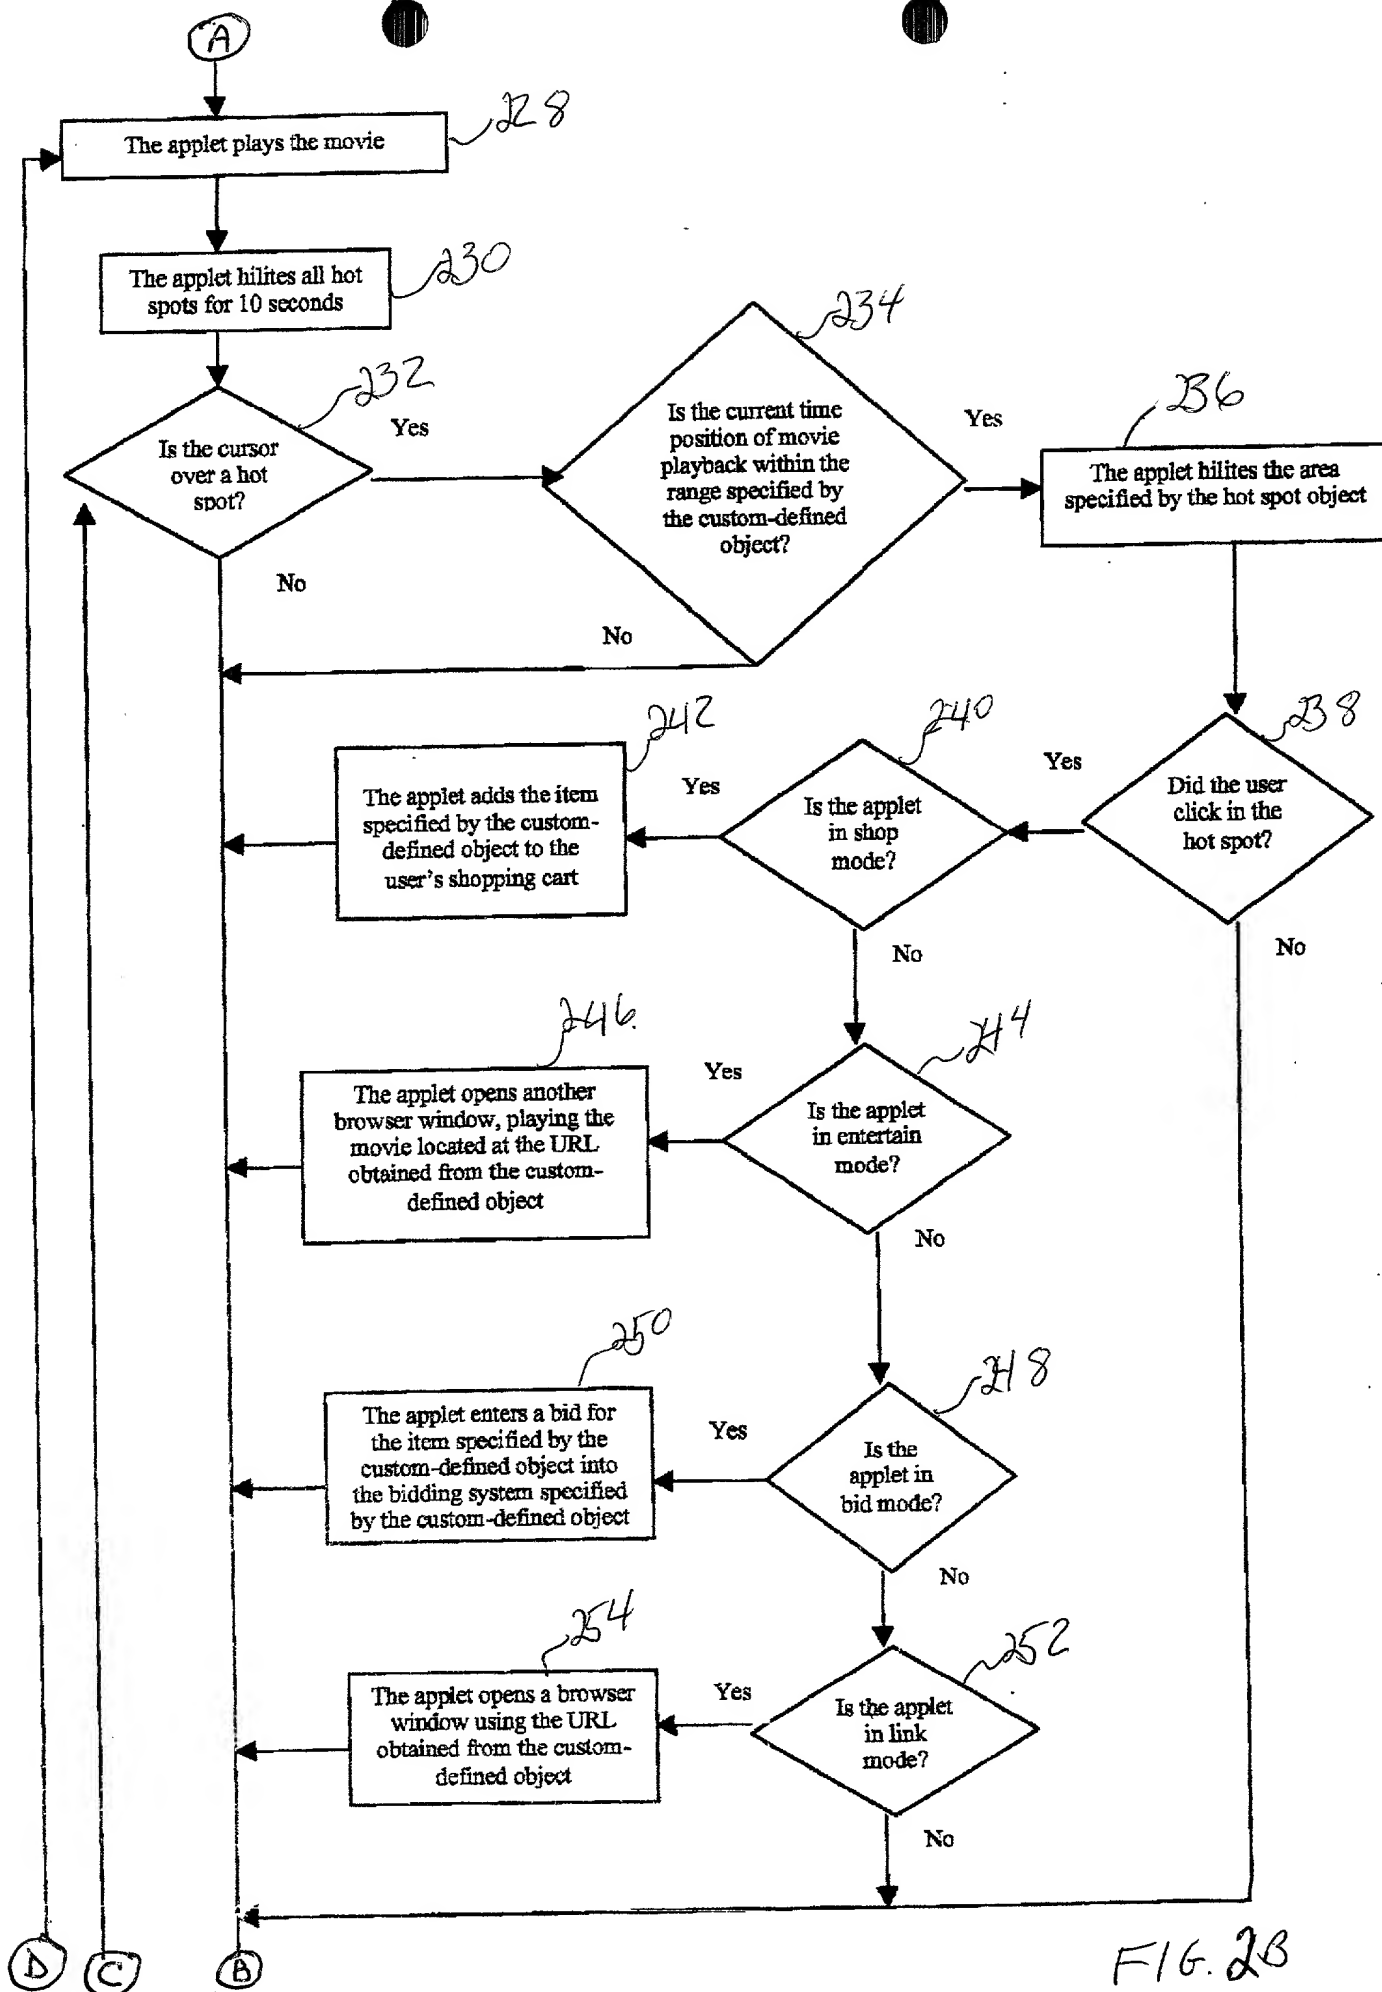 A
The applet plays the movie
228
The applet hilites all hot
spots for 10 seconds
230
Is the cursor
over a hot
spot?
232
Yes
No
Is the current time
position of movie
playback within the
range specified by
the custom-defined
object?
234
Yes
No
The applet hilites the area
specified by the hot spot object
236
Did the user
click in the
hot spot?
238
Yes
No
Is the applet
in shop
mode?
240
Yes
No
The applet adds the item
specified by the custom-
defined object to the
user's shopping cart
242
Is the applet
in entertain
mode?
244
Yes
No
The applet opens another
browser window, playing the
movie located at the URL
obtained from the custom-
defined object
246
Is the
applet in
bid mode?
248
Yes
No
The applet enters a bid for
the item specified by the
custom-defined object into
the bidding system specified
by the custom-defined object
250
Is the applet
in link
mode?
252
Yes
No
The applet opens a browser
window using the URL
obtained from the custom-
defined object
254
D
C
B
FIG. 2B